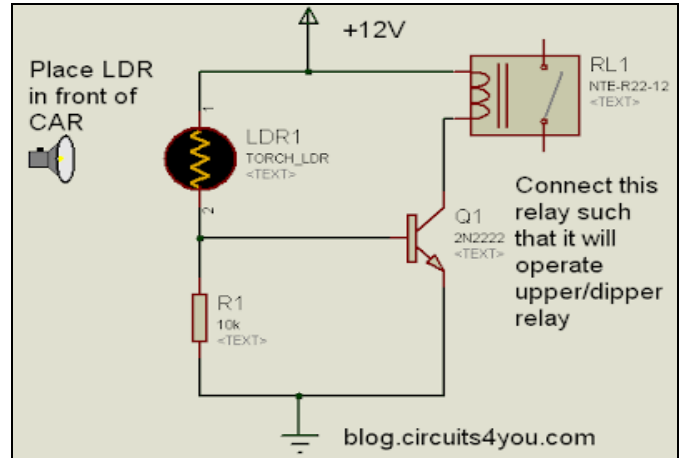 +12V
Place LDR
in front of
CAR
RL1
NTE-R22-12
<TEXT>
1
LDR1
TORCH_LDR
<TEXT>
2
Connect this
relay such
that it will
operate
upper/dipper
relay
Q1
2N2222
<TEXT>
R1
10k
<TEXT>
blog.circuits4you.com